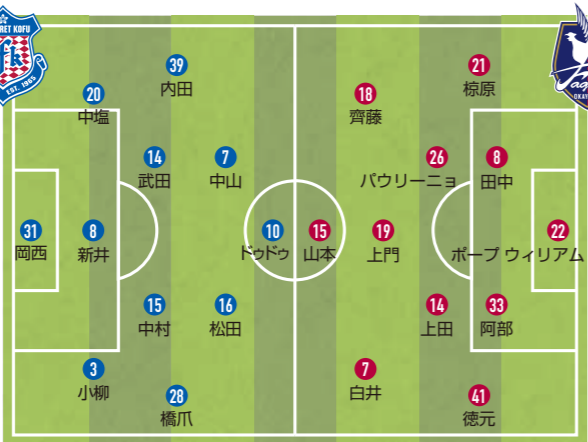 RET KOFU
EST. 1965
OKAY
39
内田
20
中塩
14
武田
7
中山
31
岡西
8
新井
10
ドゥドゥ
15
中村
16
松田
3
小柳
28
橋爪
21
椋原
18
齊藤
26
パウリーニョ
8
田中
15
山本
19
上門
22
ポープ ウィリアム
14
上田
33
阿部
7
白井
41
徳元